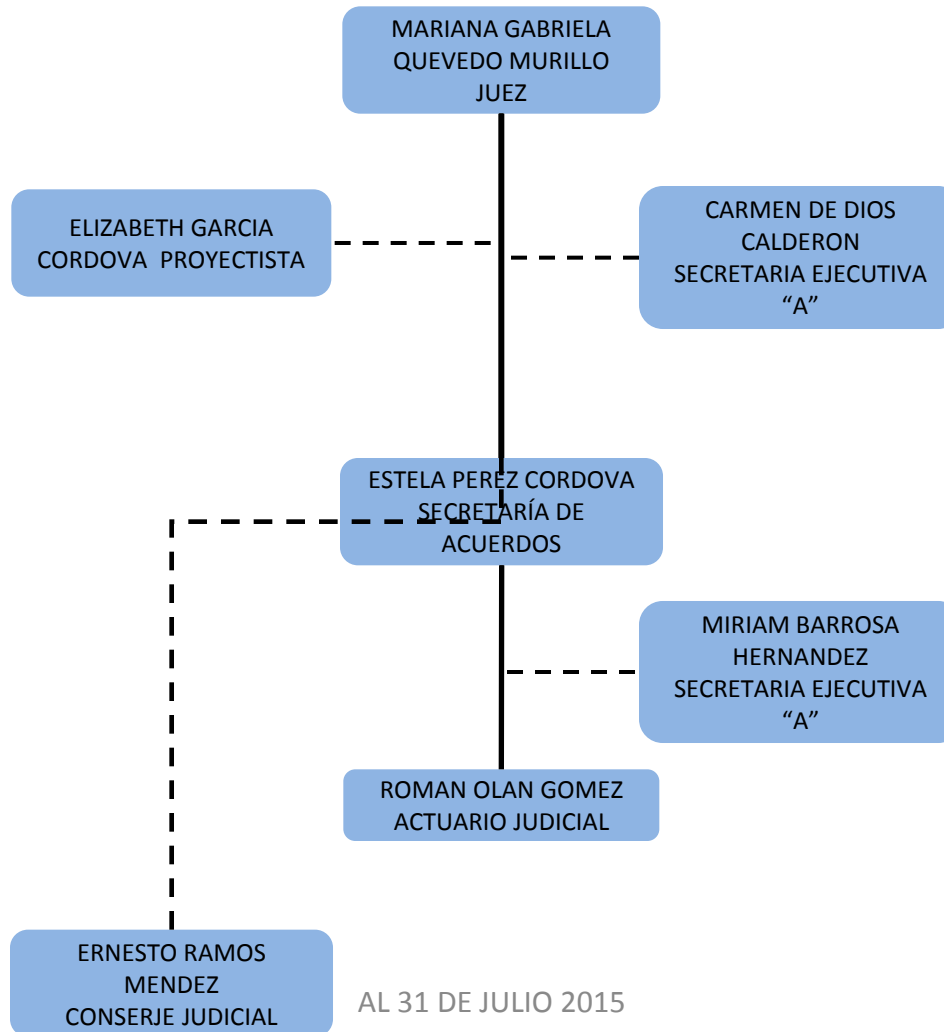 MARIANA GABRIELA
QUEVEDO MURILLO
JUEZ
ELIZABETH GARCIA
CORDOVA PROYECTISTA
CARMEN DE DIOS
CALDERON
SECRETARIA EJECUTIVA
“A”
ESTELA PEREZ CORDOVA
SECRETARÍA DE
ACUERDOS
MIRIAM BARROSA
HERNANDEZ
SECRETARIA EJECUTIVA
“A”
ROMAN OLAN GOMEZ
ACTUARIO JUDICIAL
ERNESTO RAMOS
MENDEZ
CONSERJE JUDICIAL
AL 31 DE JULIO 2015